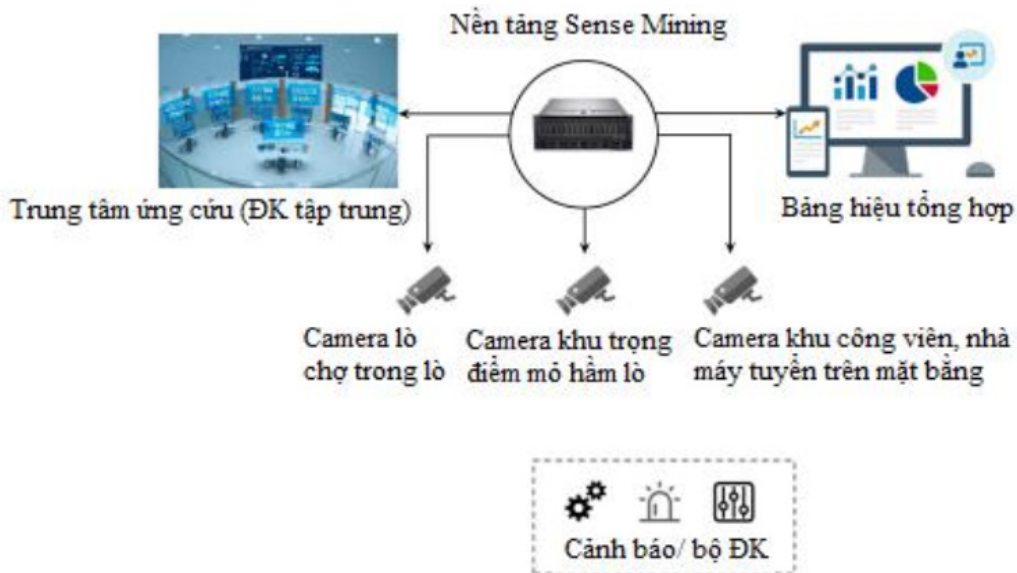 Nền tảng Sense Mining
Trung tâm ứng cứu (ĐK tập trung)
Bảng hiệu tổng hợp
Camera lò
chợ trong lò
Camera khu trọng
điểm mỏ hầm lò
Camera khu công viên, nhà
máy tuyển trên mặt bằng
Cảnh báo/ bộ ĐK